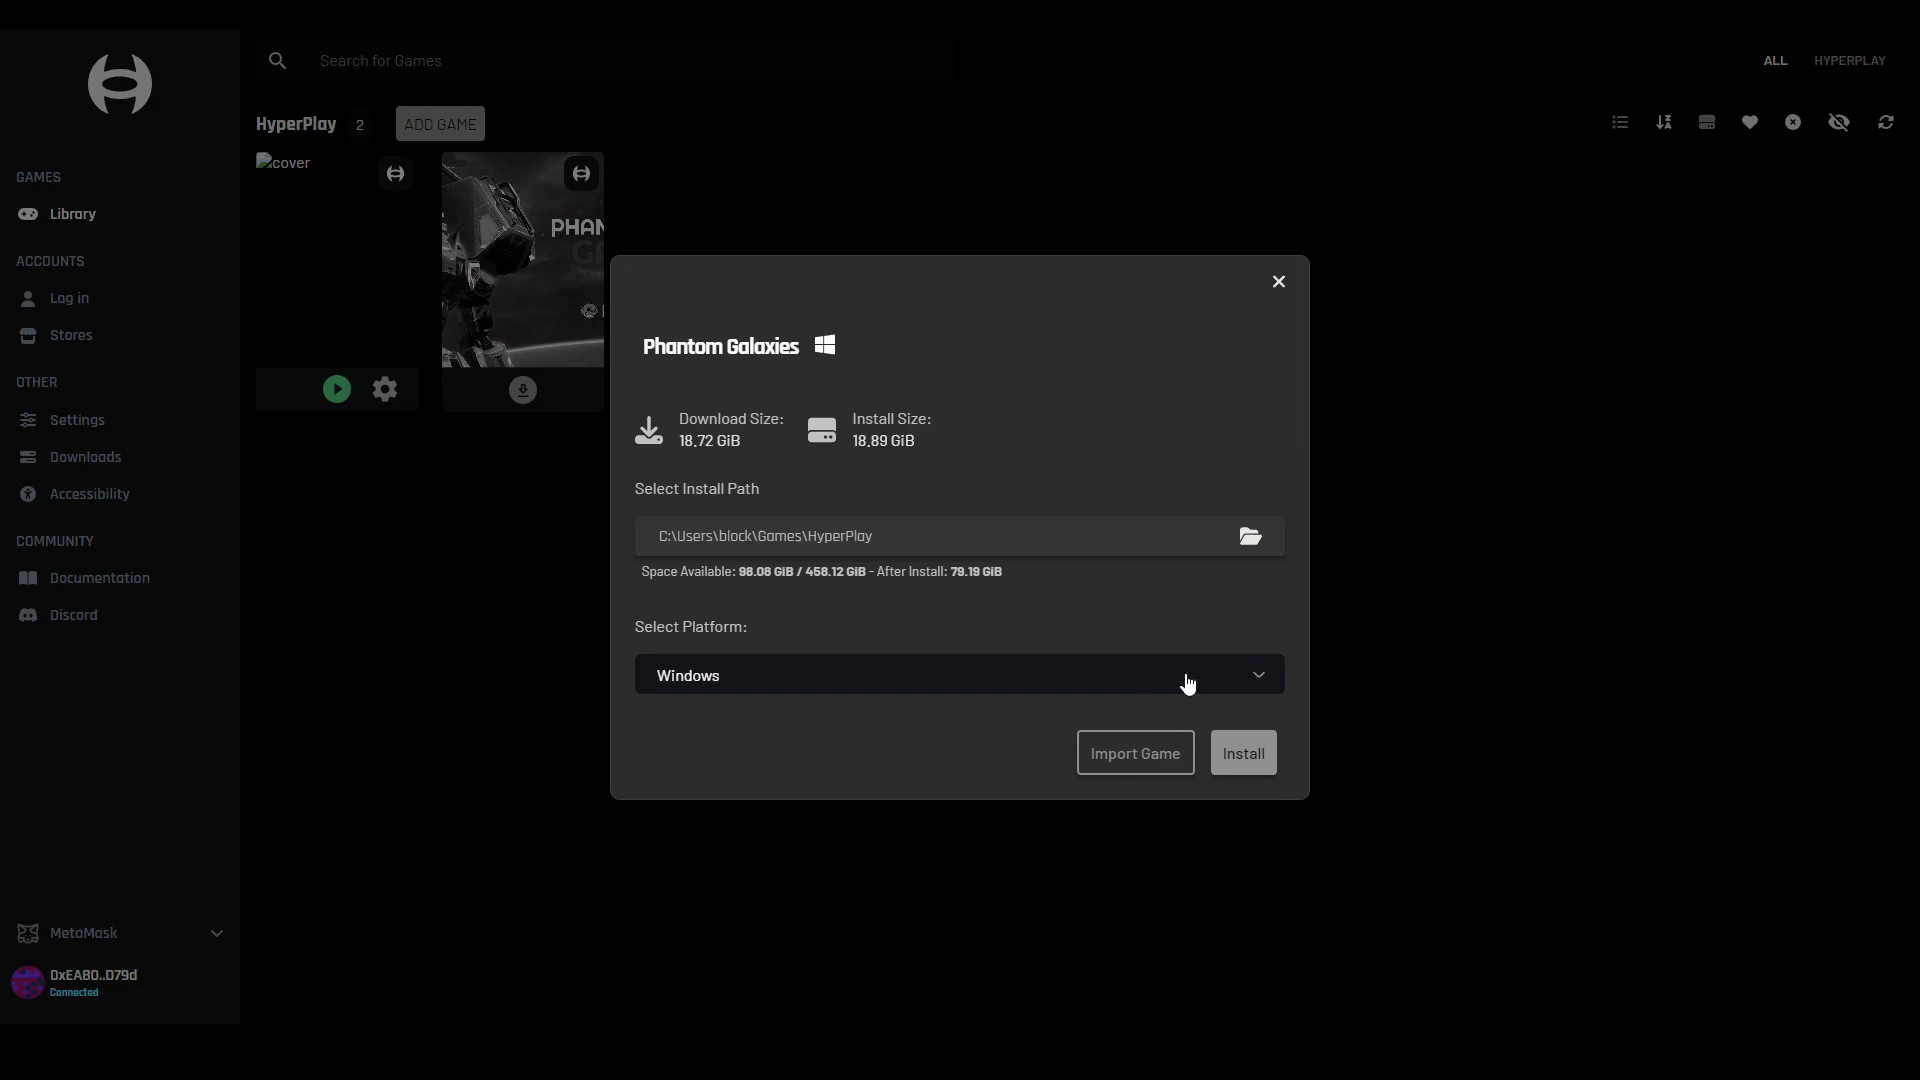 Search for Games
ALL
HYPERPLAY
HyperPlay
2
ADD GAME
cover
PHAN
GAMES
Library
ACCOUNTS
Log in
Stores
OTHER
Settings
Downloads
Accessibility
COMMUNITY
Documentation
Discord
MetaMask
0xEA80..D79d
Connected
Phantom Galaxies
Download Size:
18.72 GiB
Install Size:
18.89 GiB
Select Install Path
C:\Users\block\Games\HyperPlay
Space Available: 98.08 GiB / 458.12 GiB - After Install: 79.19 GiB
Select Platform:
Windows
Import Game
Install